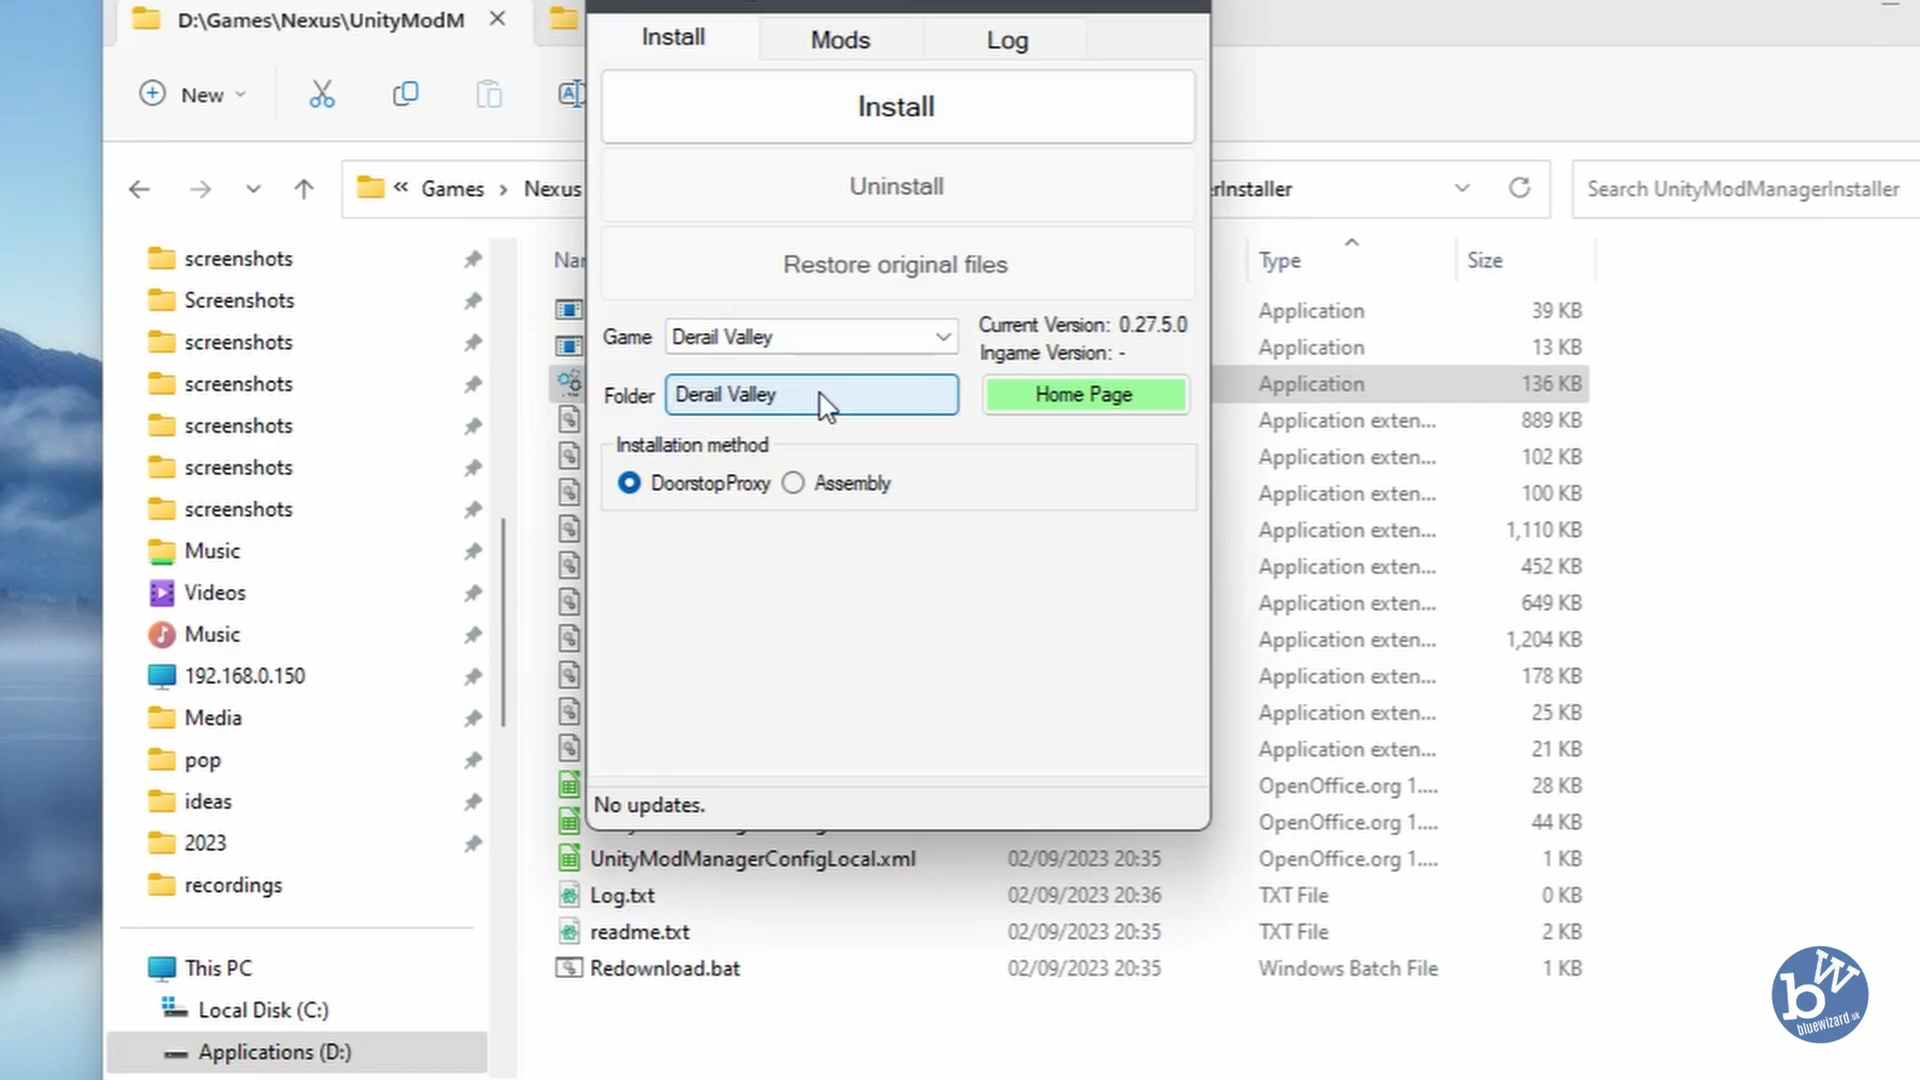 D:\Games\Nexus\UnityModM
New
Games > Nexus
rInstaller
Search UnityModManagerInstaller
Install
Mods
Log
Install
Uninstall
Restore original files
Game
Derail Valley
Current Version: 0.27.5.0
Ingame Version: -
Folder
Derail Valley
Home Page
Installation method
DoorstopProxy
Assembly
No updates.
screenshots
Screenshots
screenshots
screenshots
screenshots
screenshots
screenshots
Music
Videos
Music
192.168.0.150
Media
pop
ideas
2023
recordings
This PC
Local Disk (C:)
Applications (D:)
Nar
Type
Size
Application 39 KB
Application 13 KB
Application 136 KB
Application exten... 889 KB
Application exten... 102 KB
Application exten... 100 KB
Application exten... 1,110 KB
Application exten... 452 KB
Application exten... 649 KB
Application exten... 1,204 KB
Application exten... 178 KB
Application exten... 25 KB
Application exten... 21 KB
OpenOffice.org 1.... 28 KB
OpenOffice.org 1.... 44 KB
UnityModManagerConfigLocal.xml 02/09/2023 20:35 OpenOffice.org 1.... 1 KB
Log.txt 02/09/2023 20:36 TXT File 0 KB
readme.txt 02/09/2023 20:35 TXT File 2 KB
Redownload.bat 02/09/2023 20:35 Windows Batch File 1 KB
bW
bluewizard.uk